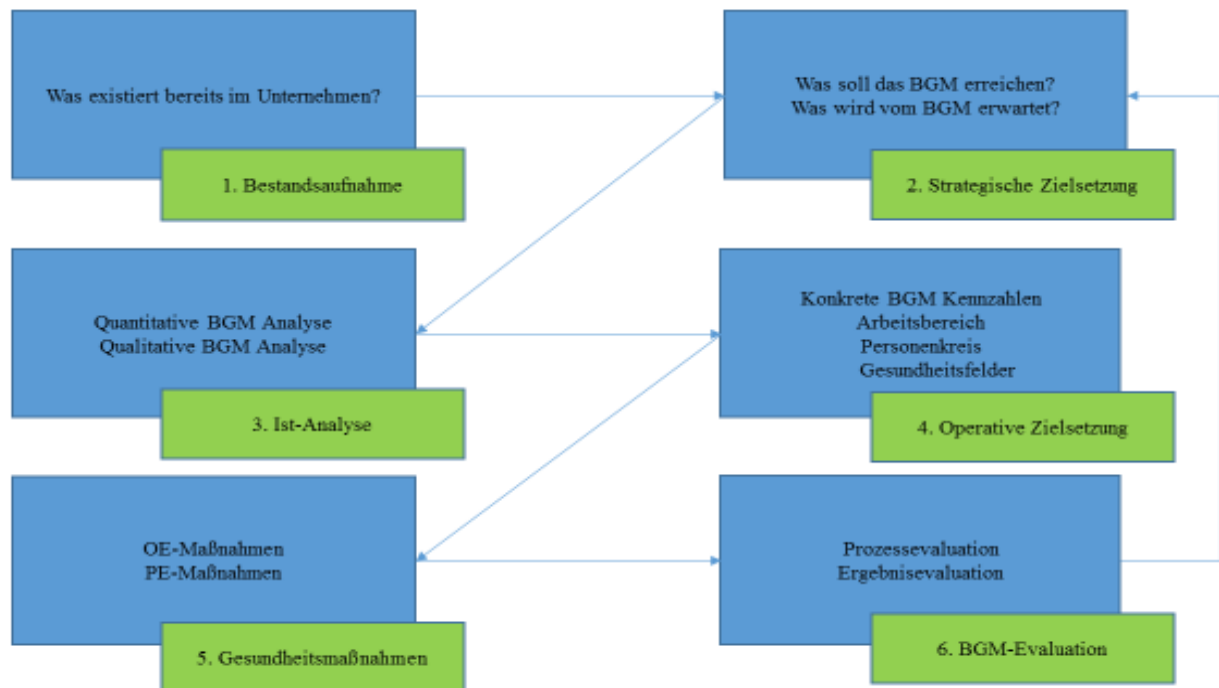 Was existiert bereits im Unternehmen?
1. Bestandsaufnahme
Was soll das BGM erreichen?
Was wird vom BGM erwartet?
2. Strategische Zielsetzung
Quantitative BGM Analyse
Qualitative BGM Analyse
3. Ist-Analyse
Konkrete BGM Kennzahlen
Arbeitsbereich
Personenkreis
Gesundheitsfelder
4. Operative Zielsetzung
OE-Maßnahmen
PE-Maßnahmen
5. Gesundheitsmaßnahmen
Prozessevaluation
Ergebnisevaluation
6. BGM-Evaluation